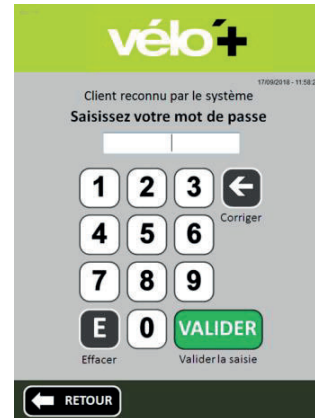 vélo'+
17/09/2018 - 11:58:2
Client reconnu par le système
Saisissez votre mot de passe
1 2 3
Corriger
4 5 6
7 8 9
E 0 VALIDER
Effacer Valider la saisie
RETOUR